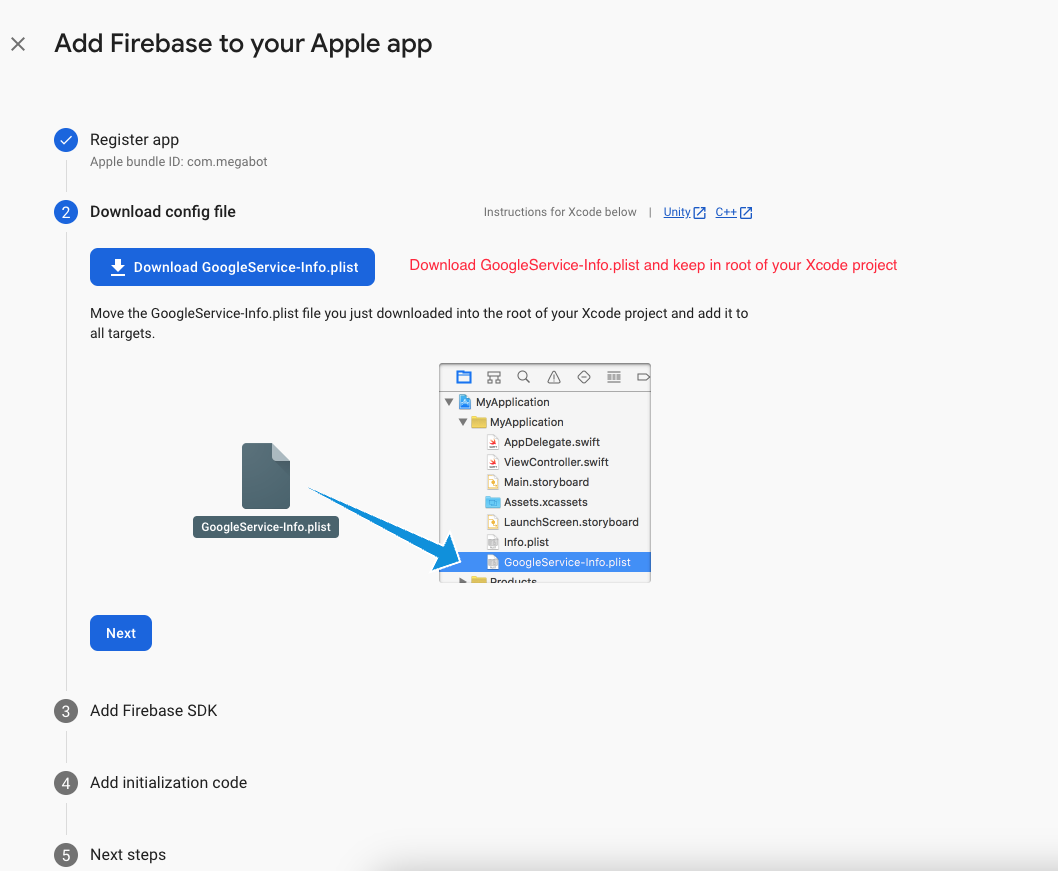 Add Firebase to your Apple app
Register app
Apple bundle ID: com.megabot
2 Download config file
Instructions for Xcode below | Unity C++
Download GoogleService-Info.plist
Download GoogleService-Info.plist and keep in root of your Xcode project
Move the GoogleService-Info.plist file you just downloaded into the root of your Xcode project and add it to
all targets.
GoogleService-Info.plist
MyApplication
MyApplication
AppDelegate.swift
ViewController.swift
Main.storyboard
Assets.xcassets
LaunchScreen.storyboard
Info.plist
GoogleService-Info.plist
Products
Next
3 Add Firebase SDK
4 Add initialization code
5 Next steps